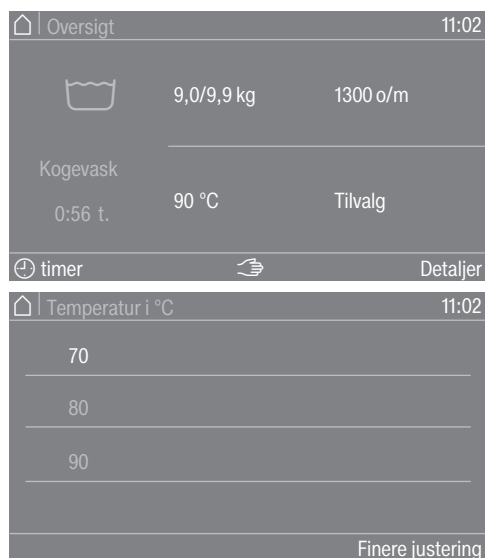 Oversigt 11:02
9,0/9,9 kg 1300 o/m
Kogevask
0:56 t.
90 °C Tilvalg
timer Detaljer
Temperatur i °C 11:02
70
80
90
Finere justering